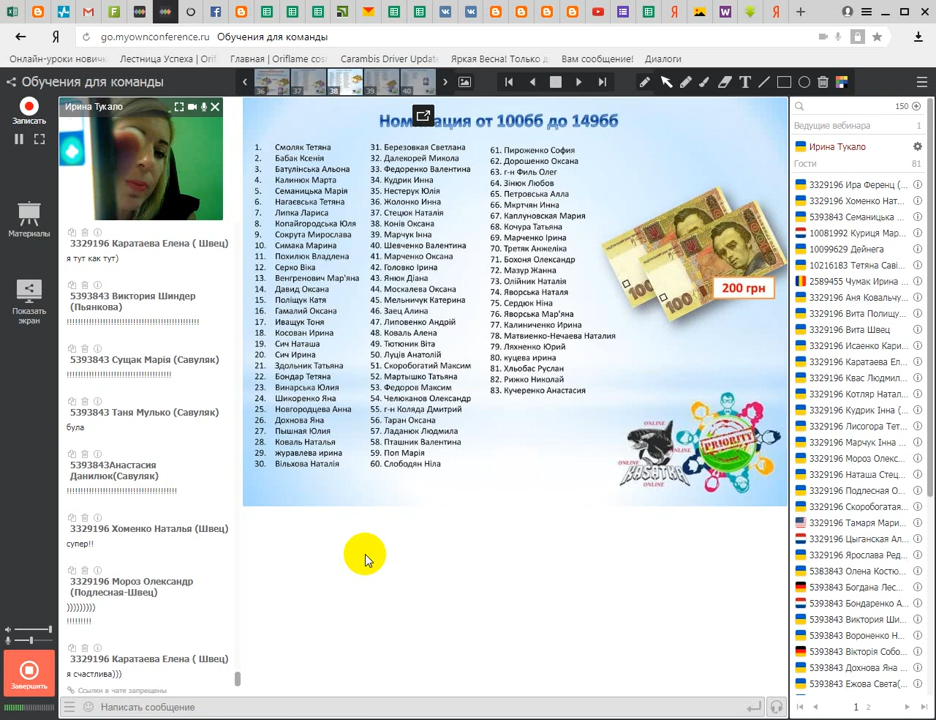 go.myownconference.ru Обучения для команды
Онлайн-уроки новичк
Лестница Успеха | Orif
Главная | Oriflame cos
Carambis Driver Updat
Яркая Весна! Только д
Вам сообщение!
Диалоги
Обучения для команды
36
37
38
39
40
Записать
Материалы
Показать
экран
Завершить
Ирина Тукало
3329196 Каратаева Елена ( Швец)
я тут как тут)
5393843 Виктория Шиндер
(Пьянкова)
!!!!!!!!!!!!!!!!!!!!!!!!!!!!!!!!!!!!!!!!!!!!!
5393843 Сущак Марія (Савуляк)
!!!!!!!!!!!!!!!!!!!!!!!!!!!!!!!!!!!
5393843 Таня Мулько (Савуляк)
була
5393843Анастасия
Данилюк(Савуляк)
!!!!!!!!!!!!!!!!!!!!!!!!!!!!!!!!!!!!!
3329196 Хоменко Наталья (Швец)
супер!!
3329196 Мороз Олександр
(Подлесная-Швец)
)))))))))
!!!!!!!!!
3329196 Каратаева Елена ( Швец)
я счастлива)))
Ссылки в чате запрещены
Написать сообщение
Номинация от 100бб до 149бб
1. Смоляк Тетяна
2. Бабак Ксенія
3. Батулінська Альона
4. Калинюк Марта
5. Семаницька Марія
6. Нагаєвська Тетяна
7. Липка Лариса
8. Копайгородська Юля
9. Сокрута Мирослава
10. Симака Марина
11. Похилюк Владлена
12. Серко Віка
13. Венгренович Мар'яна
14. Давид Оксана
15. Поліщук Катя
16. Гамалий Оксана
17. Иващук Тоня
18. Косован Ирина
19. Сич Наташа
20. Сич Ирина
21. Здольник Татьяна
22. Бондар Тетяна
23. Винарська Юлия
24. Шикоренко Яна
25. Новгородцева Анна
26. Дохнова Яна
27. Пышная Юлия
28. Коваль Наталья
29. журавлева ирина
30. Вільхова Наталія
31. Березовкая Светлана
32. Далекорей Микола
33. Федоренко Валентина
34. Кудрик Инна
35. Нестерук Юлія
36. Жолонко Инна
37. Стецюк Наталія
38. Конів Оксана
39. Марчук Інна
40. Шевченко Валентина
41. Марченко Оксана
42. Головко Ірина
43. Янюк Діана
44. Москалева Оксана
45. Мельничук Катерина
46. Заец Алина
47. Липовенко Андрій
48. Коваль Алена
49. Тютюник Віта
50. Луців Анатолій
51. Скоробогатий Максим
52. Мартышко Татьяна
53. Федоров Максим
54. Челюканов Олександр
55. г-н Коляда Дмитрий
56. Таран Оксана
57. Ладанюк Людмила
58. Пташник Валентина
59. Поп Марія
60. Слободян Ніла
61. Пироженко София
62. Дорошенко Оксана
63. г-н Филь Олег
64. Зінюк Любов
65. Петровська Алла
66. Мкртчян Инна
67. Каплуновская Мария
68. Кочура Татьяна
69. Марченко Ірина
70. Третяк Анжеліка
71. Бохоня Олександр
72. Мазур Жанна
73. Олійник Наталія
74. Яворська Наталя
75. Сердюк Ніна
76. Яворська Мар'яна
77. Калиниченко Ирина
78. Матвиенко-Нечаева Наталия
79. Ляхненко Юрий
80. куцева ирина
81. Хльобас Руслан
82. Рижко Николай
83. Кучеренко Анастасия
100
100
200 грн
ONLINE
ONLINE
KASATKA
ONLINE
PRIORITY
150
Ведущие вебинара 1
Ирина Тукало
Гости 81
3329196 Ира Ференц (...
3329196 Хоменко Нат...
5393843 Семаницька ...
10081992 Куриця Мар...
10099629 Дейнега
10216183 Тетяна Саві...
2589455 Чумак Ирина ...
3329196 Аня Ковальчу...
3329196 Вита Полищу...
3329196 Вита Швец
3329196 Исаенко Кари...
3329196 Каратаева Ел...
3329196 Квас Людмил...
3329196 Котляр Натал...
3329196 Кудрик Інна (...
3329196 Лисогора Тет...
3329196 Марчук Інна ...
3329196 Мороз Олекс...
3329196 Наташа Стец...
3329196 Подлесная О...
3329196 Скоробогатая...
3329196 Тамара Мари...
3329196 Цыганская Ал...
3329196 Ярослава Ред...
5383843 Олена Костю...
5393843 Богдана Лес...
5393843 Бондаренко А...
5393843 Виктория Ши...
5393843 Вороненко Н...
5393843 Вікторія Собо...
5393843 Дохнова Яна ...
5393843 Ежова Света(...
1 2